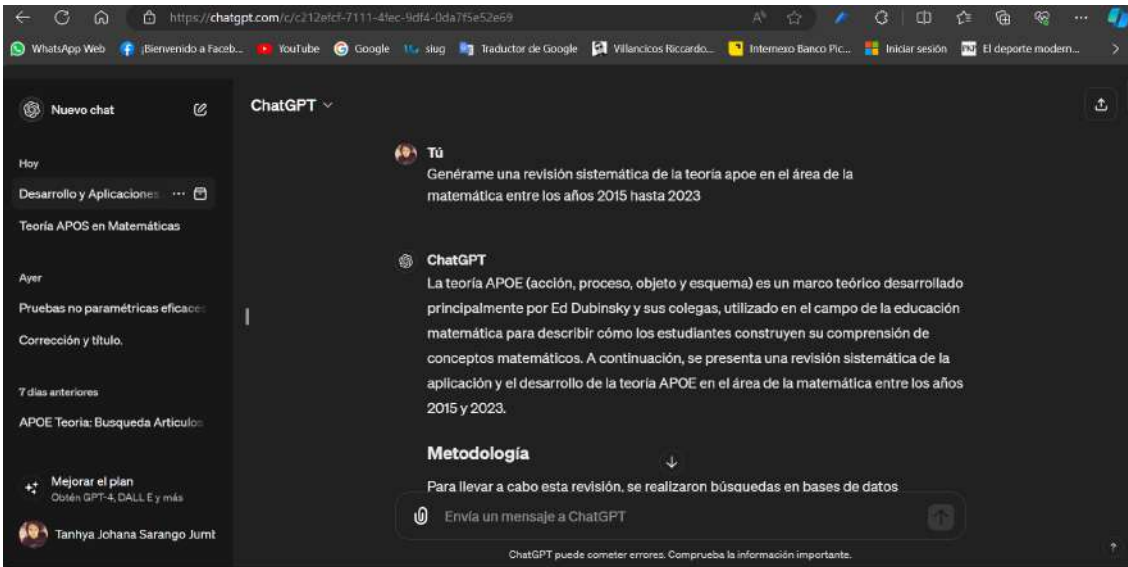 https://chatgpt.com/c/c212efcf-7111-4fec-9df4-0da7f5e52e69
WhatsApp Web ¡Bienvenido a Faceb... YouTube Google siug Traductor de Google Villancicos Riccardo... Internexo Banco Pic... Iniciar sesión El deporte modern...
Nuevo chat
ChatGPT
Hoy
Desarrollo y Aplicaciones
Teoría APOS en Matemáticas
Ayer
Pruebas no paramétricas eficaces
Corrección y título.
7 días anteriores
APOE Teoria: Busqueda Articulos
Mejorar el plan
Obtén GPT-4, DALL E y más
Tanhya Johana Sarango Jumb
Tú
Genérame una revisión sistemática de la teoría apoe en el área de la
matemática entre los años 2015 hasta 2023
ChatGPT
La teoría APOE (acción, proceso, objeto y esquema) es un marco teórico desarrollado
principalmente por Ed Dubinsky y sus colegas, utilizado en el campo de la educación
matemática para describir cómo los estudiantes construyen su comprensión de
conceptos matemáticos. A continuación, se presenta una revisión sistemática de la
aplicación y el desarrollo de la teoría APOE en el área de la matemática entre los años
2015 y 2023.
Metodología
Para llevar a cabo esta revisión, se realizaron búsquedas en bases de datos
Envía un mensaje a ChatGPT
ChatGPT puede cometer errores. Comprueba la información importante.